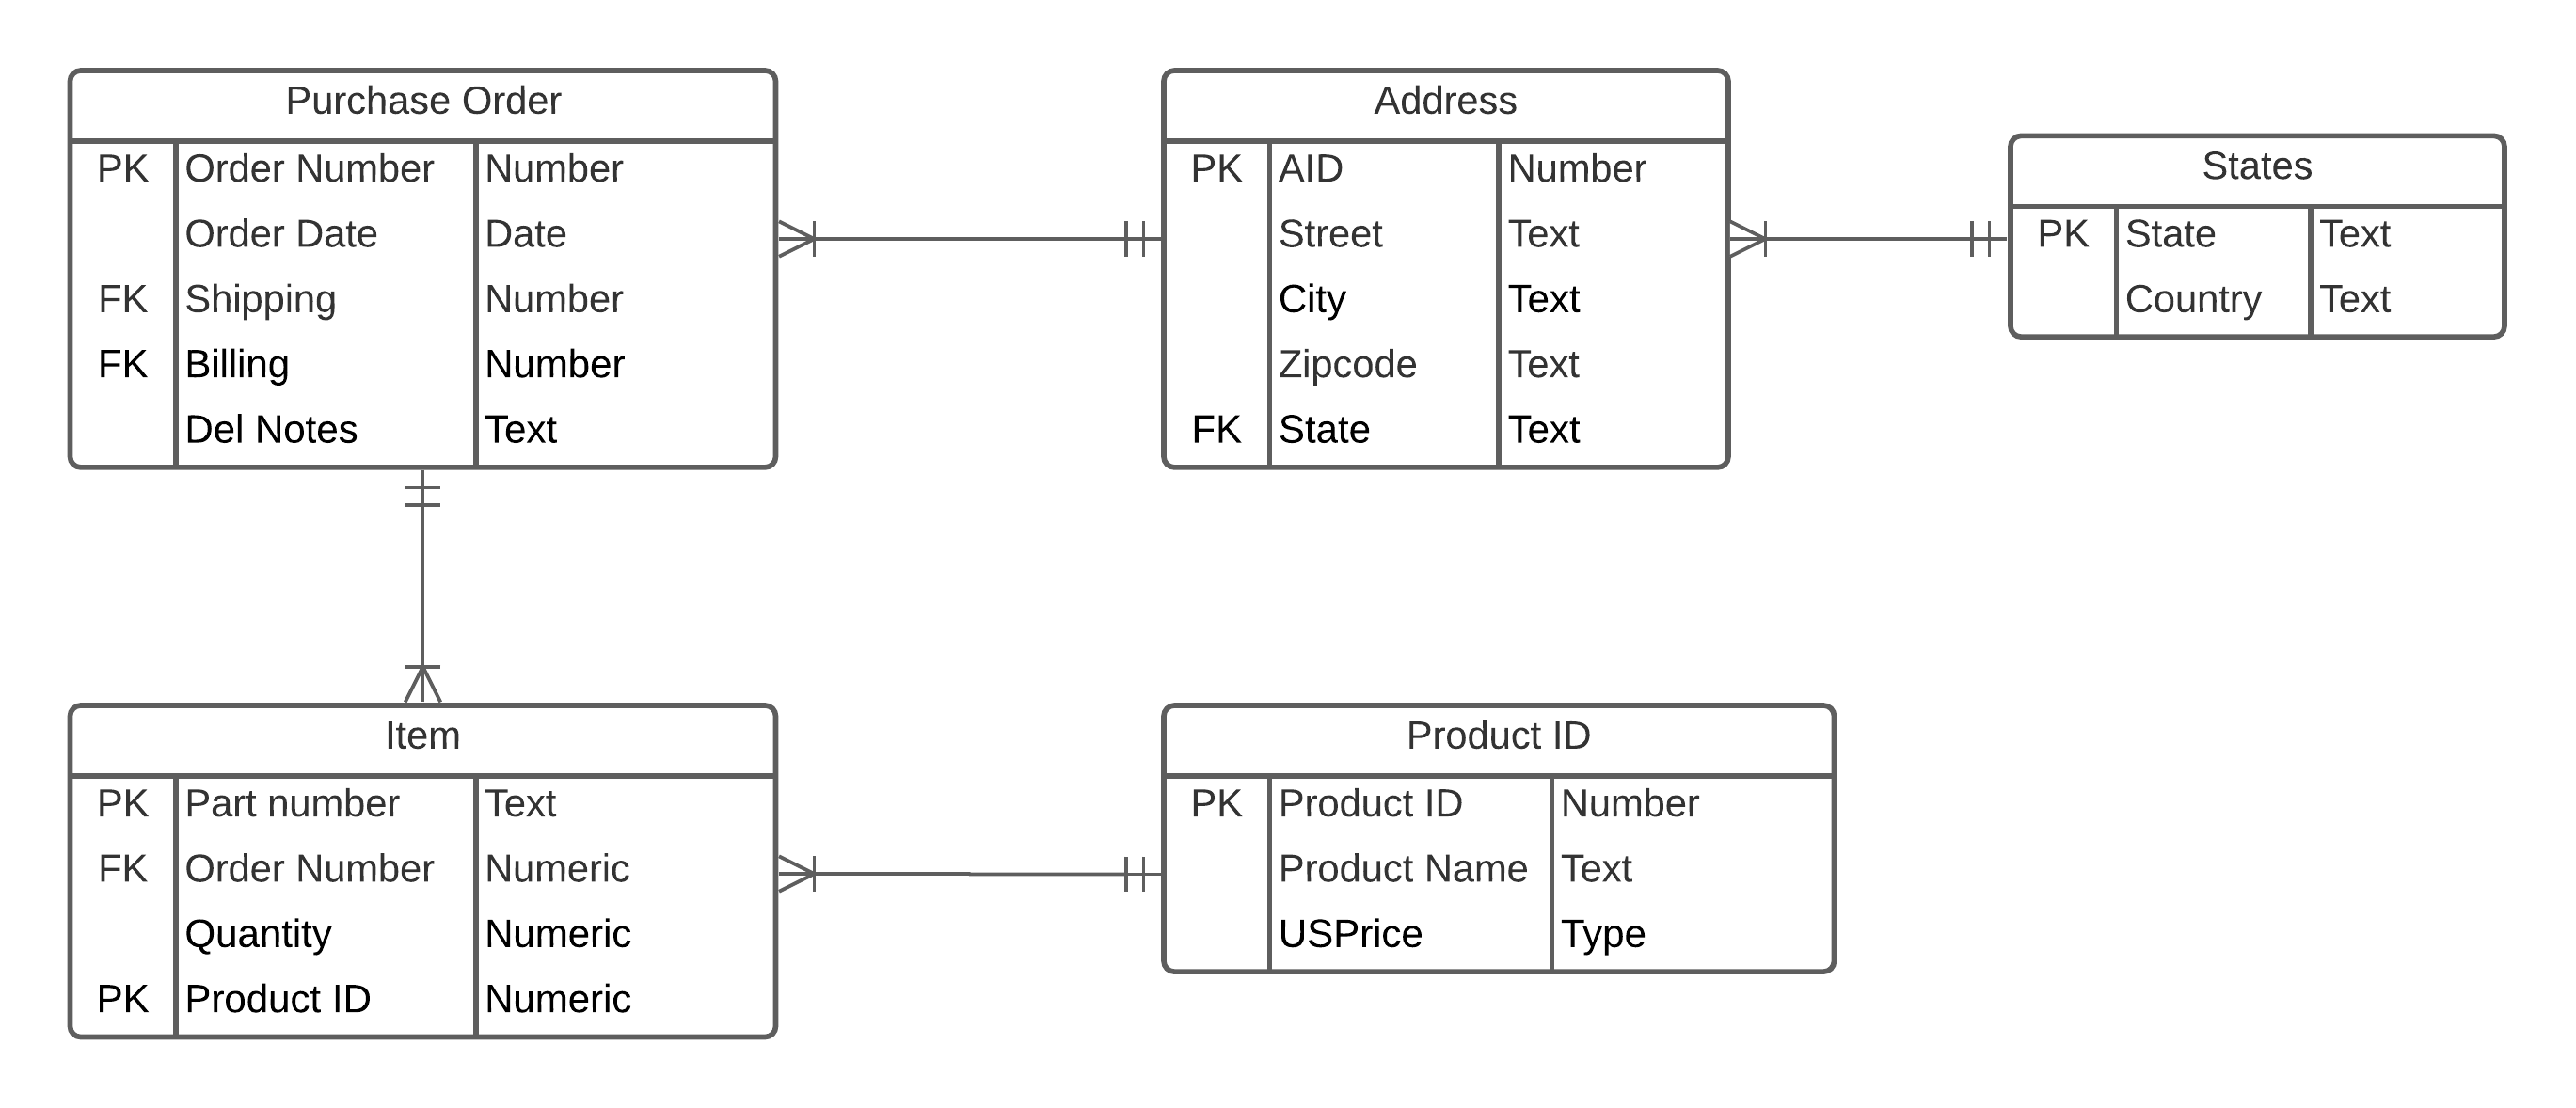 Purchase Order
PK Order Number Number
Order Date Date
FK Shipping Number
FK Billing Number
Del Notes Text
Address
PK AID Number
Street Text
City Text
Zipcode Text
FK State Text
States
PK State Text
Country Text
Item
PK Part number Text
FK Order Number Numeric
Quantity Numeric
PK Product ID Numeric
Product ID
PK Product ID Number
Product Name Text
USPrice Type